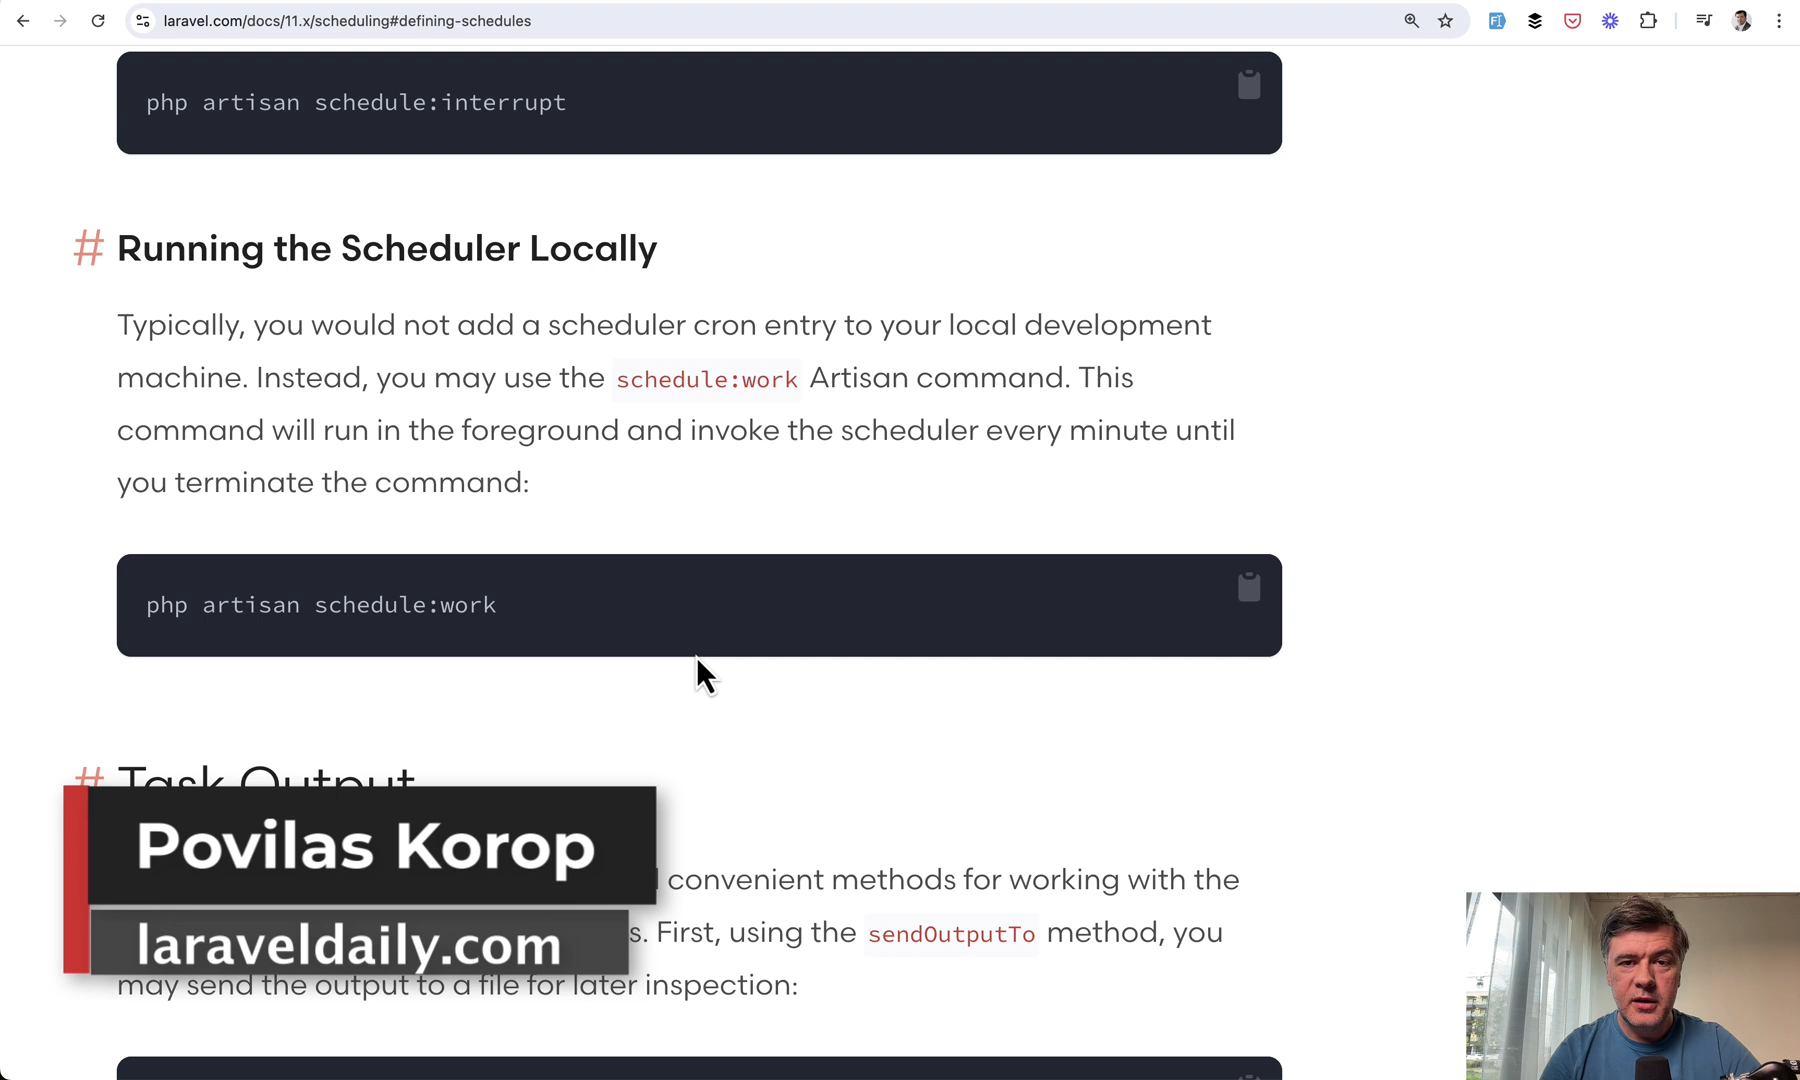 laravel.com/docs/11.x/scheduling#defining-schedules
php artisan schedule:interrupt
# Running the Scheduler Locally
Typically, you would not add a scheduler cron entry to your local development
machine. Instead, you may use the schedule:work Artisan command. This
command will run in the foreground and invoke the scheduler every minute until
you terminate the command:
php artisan schedule:work
# Task Output
Povilas Korop
convenient methods for working with the
laraveldaily.com
s. First, using the sendOutputTo method, you
may send the output to a file for later inspection: